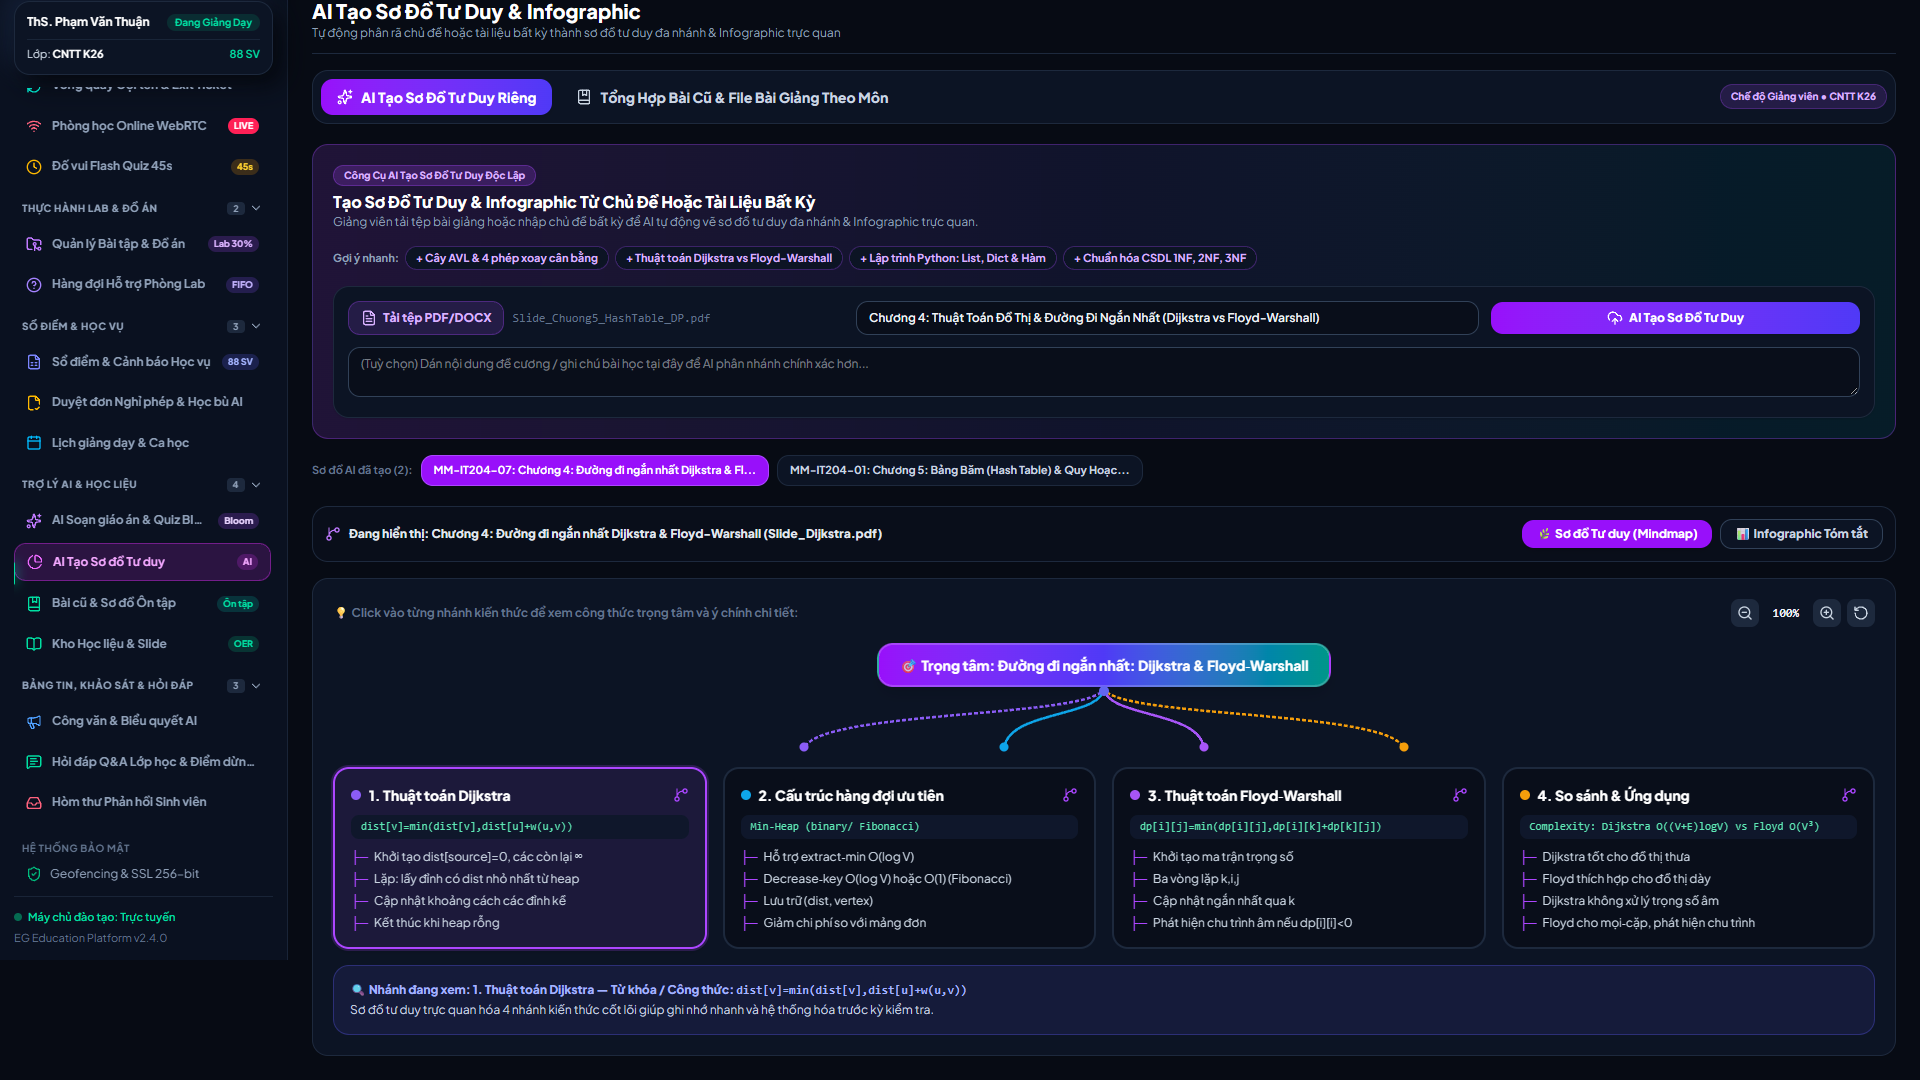 ThS. Phạm Văn Thuận
Đang Giảng Dạy
Lớp: CNTT K26
88 SV
Phòng học Online WebRTC
LIVE
Đố vui Flash Quiz 45s
45s
THỰC HÀNH LAB & ĐỒ ÁN
2
Quản lý Bài tập & Đồ án
Lab 30%
Hàng đợi Hỗ trợ Phòng Lab
FIFO
SỔ ĐIỂM & HỌC VỤ
3
Sổ điểm & Cảnh báo Học vụ
88 SV
Duyệt đơn Nghỉ phép & Học bù AI
Lịch giảng dạy & Ca học
TRỢ LÝ AI & HỌC LIỆU
4
AI Soạn giáo án & Quiz Bl...
Bloom
AI Tạo Sơ đồ Tư duy
AI
Bài cũ & Sơ đồ Ôn tập
Ôn tập
Kho Học liệu & Slide
OER
BẢNG TIN, KHẢO SÁT & HỎI ĐÁP
3
Công văn & Biểu quyết AI
Hỏi đáp Q&A Lớp học & Điểm dừn...
Hòm thư Phản hồi Sinh viên
HỆ THỐNG BẢO MẬT
Geofencing & SSL 256-bit
Máy chủ đào tạo: Trực tuyến
EG Education Platform v2.4.0
AI Tạo Sơ Đồ Tư Duy & Infographic
Tự động phân rã chủ đề hoặc tài liệu bất kỳ thành sơ đồ tư duy đa nhánh & Infographic trực quan
AI Tạo Sơ Đồ Tư Duy Riêng
Tổng Hợp Bài Cũ & File Bài Giảng Theo Môn
Chế độ Giảng viên • CNTT K26
Công Cụ AI Tạo Sơ Đồ Tư Duy Độc Lập
Tạo Sơ Đồ Tư Duy & Infographic Từ Chủ Đề Hoặc Tài Liệu Bất Kỳ
Giảng viên tải tệp bài giảng hoặc nhập chủ đề bất kỳ để AI tự động vẽ sơ đồ tư duy đa nhánh & Infographic trực quan.
Gợi ý nhanh:
+ Cây AVL & 4 phép xoay cân bằng
+ Thuật toán Dijkstra vs Floyd-Warshall
+ Lập trình Python: List, Dict & Hàm
+ Chuẩn hóa CSDL 1NF, 2NF, 3NF
Tải tệp PDF/DOCX
Slide_Chuong5_HashTable_DP.pdf
Chương 4: Thuật Toán Đồ Thị & Đường Đi Ngắn Nhất (Dijkstra vs Floyd-Warshall)
AI Tạo Sơ Đồ Tư Duy
(Tuỳ chọn) Dán nội dung đề cương / ghi chú bài học tại đây để AI phân nhánh chính xác hơn...
Sơ đồ AI đã tạo (2):
MM-IT204-07: Chương 4: Đường đi ngắn nhất Dijkstra & Fl...
MM-IT204-01: Chương 5: Bảng Băm (Hash Table) & Quy Hoạc...
Đang hiển thị: Chương 4: Đường đi ngắn nhất Dijkstra & Floyd-Warshall (Slide_Dijkstra.pdf)
Sơ đồ Tư duy (Mindmap)
Infographic Tóm tắt
Click vào từng nhánh kiến thức để xem công thức trọng tâm và ý chính chi tiết:
100%
Trọng tâm: Đường đi ngắn nhất: Dijkstra & Floyd-Warshall
1. Thuật toán Dijkstra
dist[v]=min(dist[v],dist[u]+w(u,v))
├─ Khởi tạo dist[source]=0, các còn lại ∞
├─ Lặp: lấy đỉnh có dist nhỏ nhất từ heap
├─ Cập nhật khoảng cách các đỉnh kề
├─ Kết thúc khi heap rỗng
2. Cấu trúc hàng đợi ưu tiên
Min-Heap (binary/ Fibonacci)
├─ Hỗ trợ extract-min O(log V)
├─ Decrease-key O(log V) hoặc O(1) (Fibonacci)
├─ Lưu trữ (dist, vertex)
├─ Giảm chi phí so với mảng đơn
3. Thuật toán Floyd-Warshall
dp[i][j]=min(dp[i][j],dp[i][k]+dp[k][j])
├─ Khởi tạo ma trận trọng số
├─ Ba vòng lặp k,i,j
├─ Cập nhật ngắn nhất qua k
├─ Phát hiện chu trình âm nếu dp[i][i]<0
4. So sánh & Ứng dụng
Complexity: Dijkstra O((V+E)logV) vs Floyd O(V³)
├─ Dijkstra tốt cho đồ thị thưa
├─ Floyd thích hợp cho đồ thị dày
├─ Dijkstra không xử lý trọng số âm
├─ Floyd cho mọi-cặp, phát hiện chu trình
Nhánh đang xem: 1. Thuật toán Dijkstra — Từ khóa / Công thức: dist[v]=min(dist[v],dist[u]+w(u,v))
Sơ đồ tư duy trực quan hóa 4 nhánh kiến thức cốt lõi giúp ghi nhớ nhanh và hệ thống hóa trước kỳ kiểm tra.